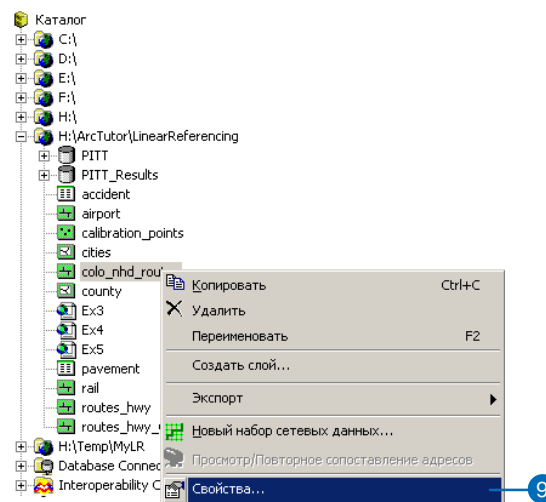 Каталог
C:\
D:\
E:\
F:\
H:\
H:\ArcTutor\LinearReferencing
PITT
PITT_Results
accident
airport
calibration_points
cities
colo_nhd_rout
county
Ex3
Ex4
Ex5
pavement
rail
routes_hwy
routes_hwy_
H:\Temp\MyLR
Database Connec
Interoperability C
Копировать Ctrl+C
Удалить
Переименовать F2
Создать слой...
Экспорт
Новый набор сетевых данных...
Просмотр/Повторное сопоставление адресов
Свойства...
9